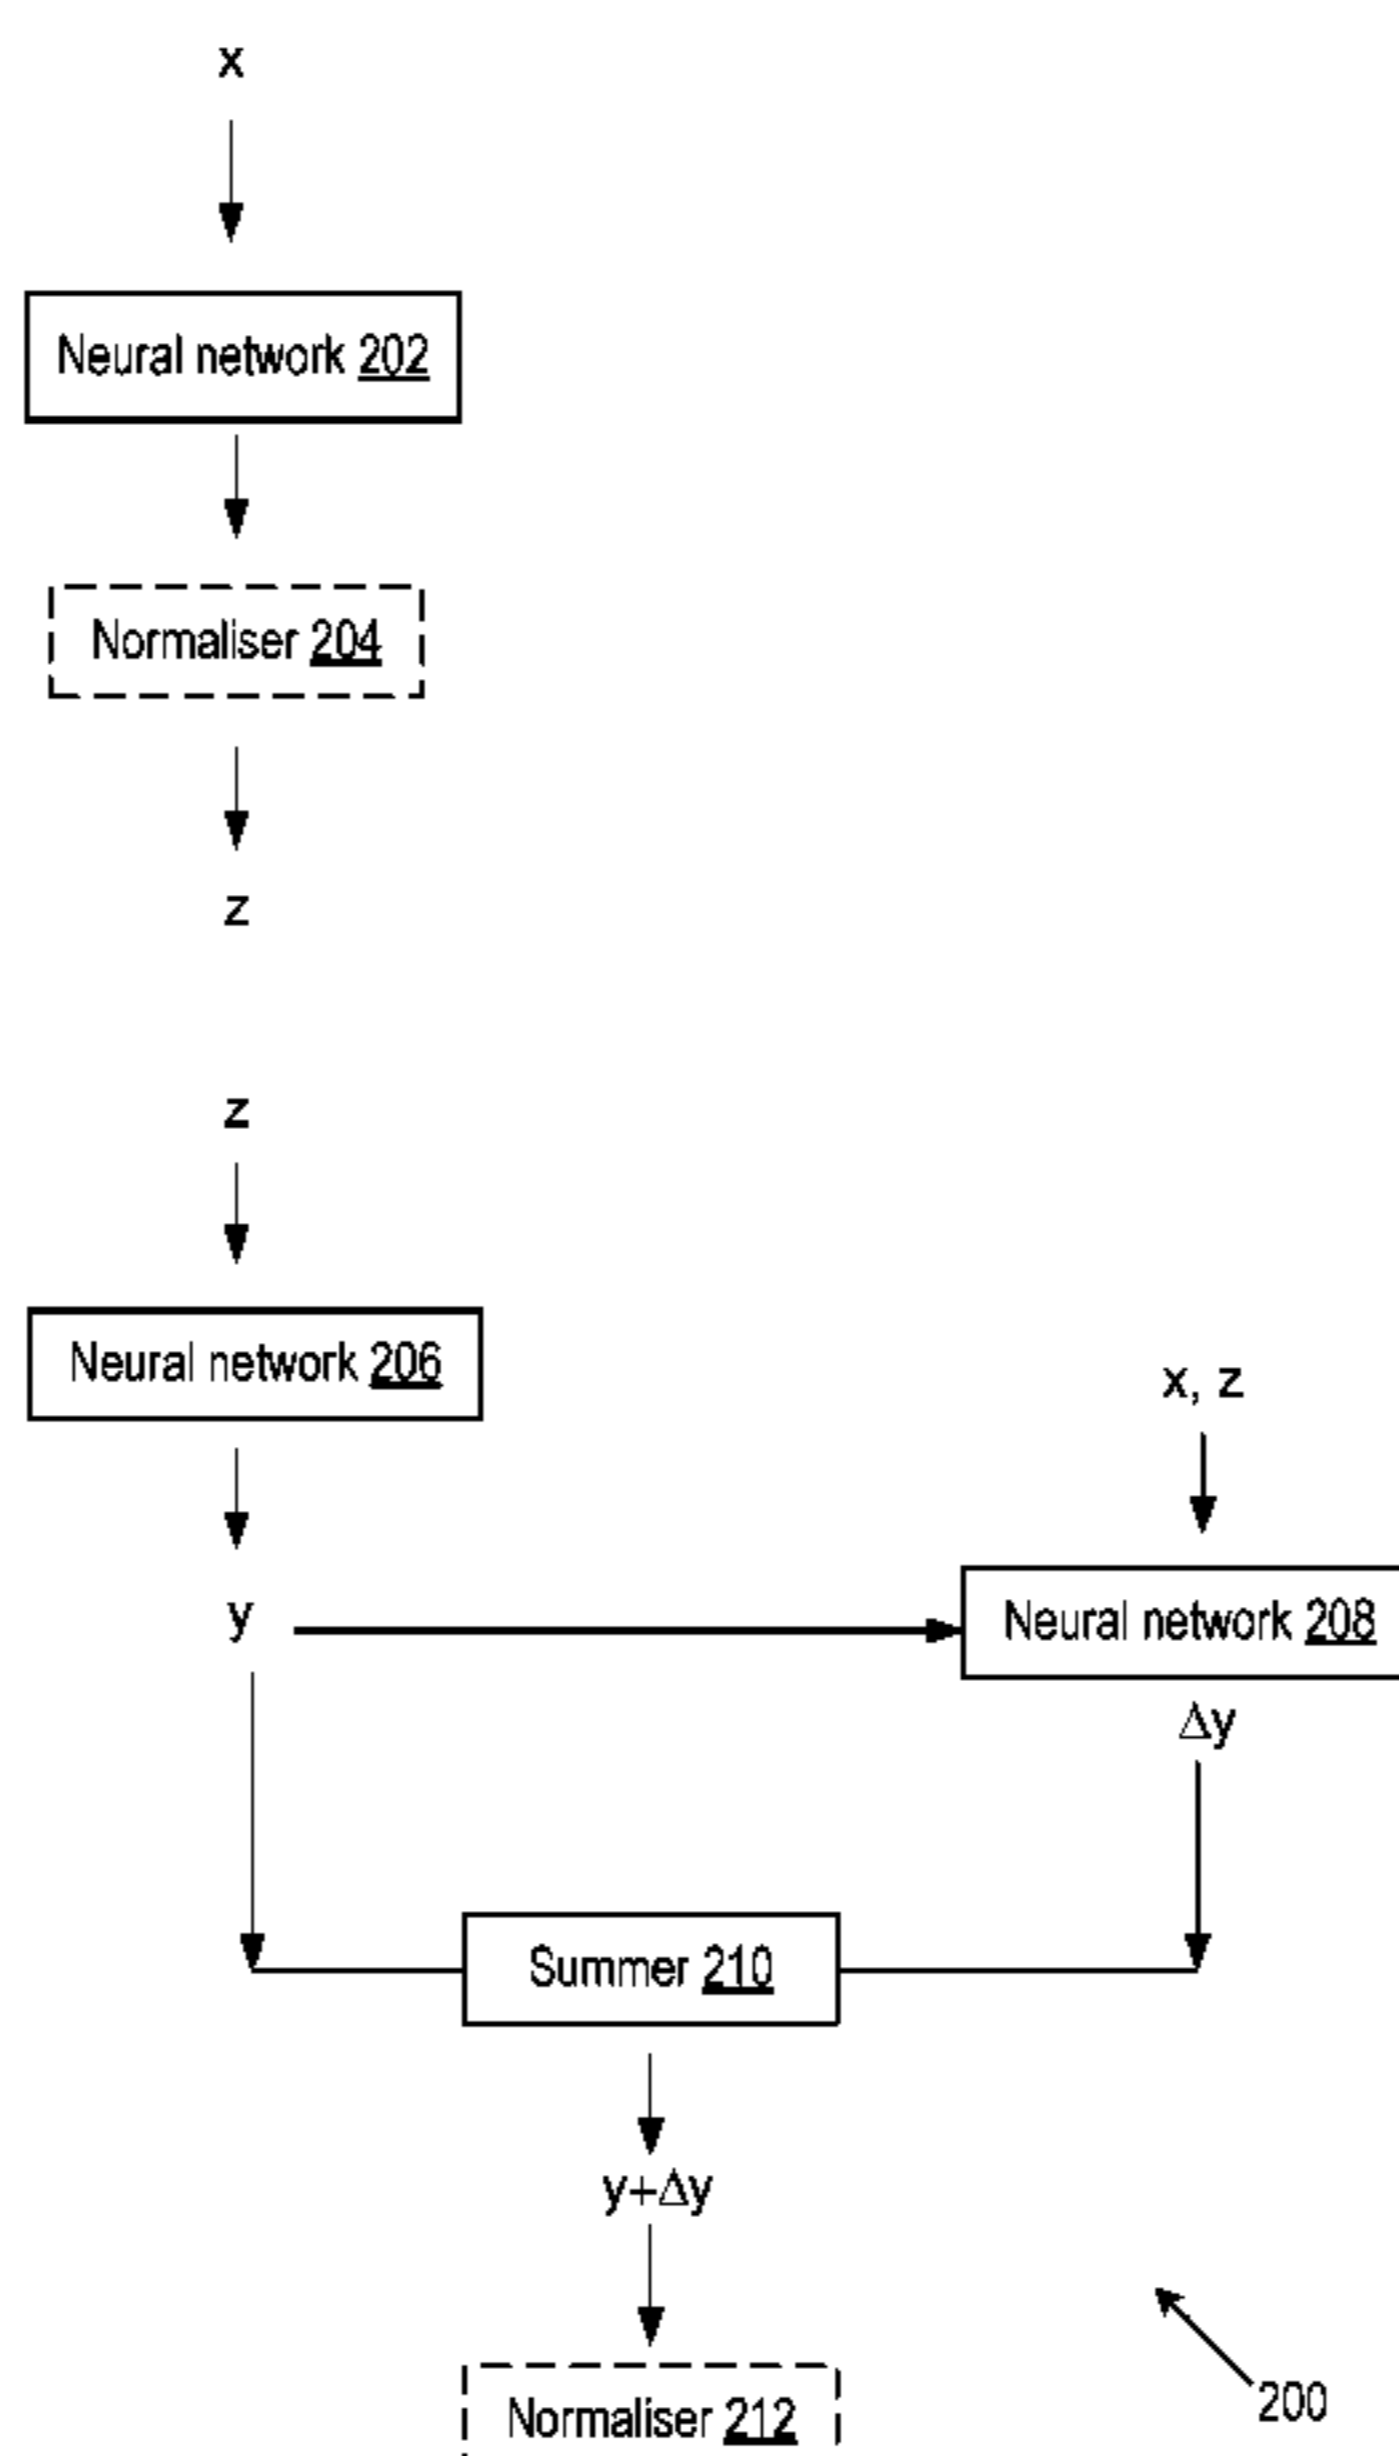 x
Neural network 202
Normaliser 204
z
z
Neural network 206
x, z
y
Neural network 208
Δy
Summer 210
y+Δy
Normaliser 212
200